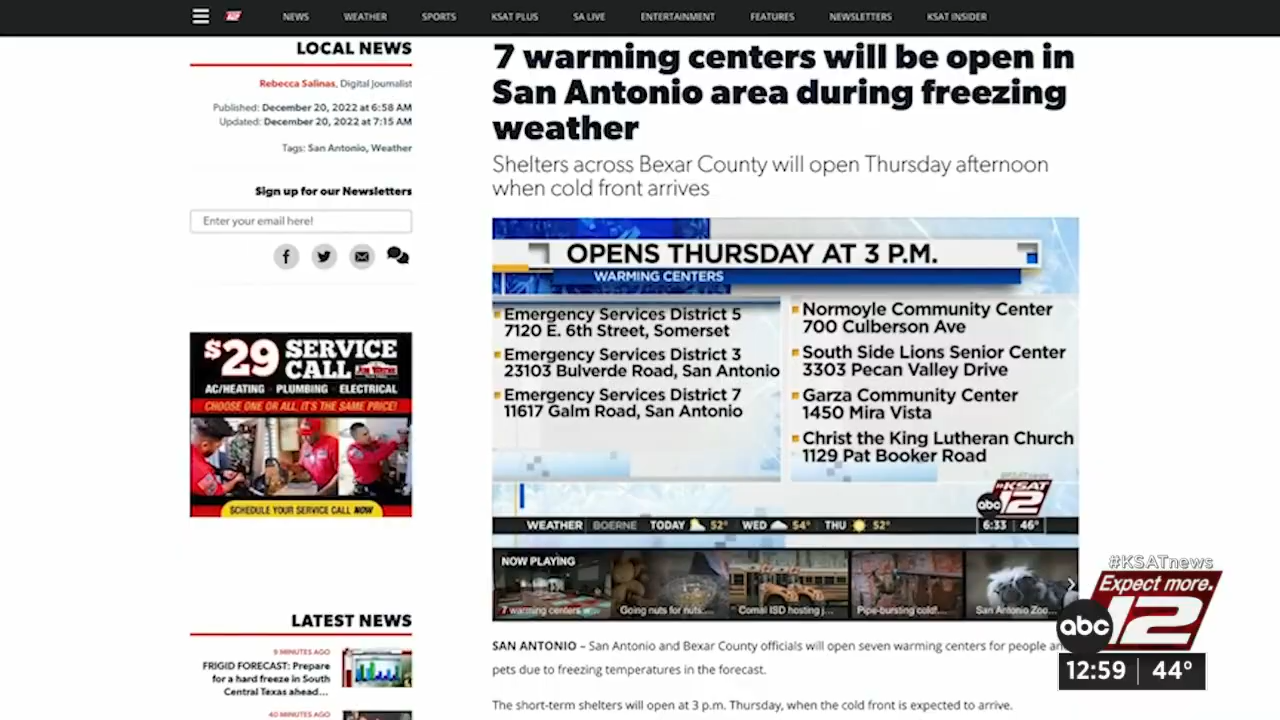 12
NEWS WEATHER SPORTS KSAT PLUS SA LIVE ENTERTAINMENT FEATURES NEWSLETTERS KSAT INSIDER
LOCAL NEWS
Rebecca Salinas, Digital Journalist
Published: December 20, 2022 at 6:58 AM
Updated: December 20, 2022 at 7:15 AM
Tags: San Antonio, Weather
Sign up for our Newsletters
Enter your email here!
$29 SERVICE CALL
AC/HEATING PLUMBING ELECTRICAL
CHOOSE ONE OR ALL, IT'S THE SAME PRICE!
SCHEDULE YOUR SERVICE CALL NOW
LATEST NEWS
9 MINUTES AGO
FRIGID FORECAST: Prepare
for a hard freeze in South
Central Texas ahead...
40 MINUTES AGO
7 warming centers will be open in
San Antonio area during freezing
weather
Shelters across Bexar County will open Thursday afternoon
when cold front arrives
OPENS THURSDAY AT 3 P.M.
WARMING CENTERS
Emergency Services District 5
7120 E. 6th Street, Somerset
Emergency Services District 3
23103 Bulverde Road, San Antonio
Emergency Services District 7
11617 Galm Road, San Antonio
Normoyle Community Center
700 Culberson Ave
South Side Lions Senior Center
3303 Pecan Valley Drive
Garza Community Center
1450 Mira Vista
Christ the King Lutheran Church
1129 Pat Booker Road
#KSATnews
KSAT
abc 12
WEATHER BOERNE TODAY 52° WED 54° THU 52° 6:33 46°
NOW PLAYING
7 warming centers w...
Going nuts for nuts:...
Comal ISD hosting j...
Pipe-bursting cold!...
San Antonio Zoo...
SAN ANTONIO – San Antonio and Bexar County officials will open seven warming centers for people
pets due to freezing temperatures in the forecast.
The short-term shelters will open at 3 p.m. Thursday, when the cold front is expected to arrive.
#KSATnews
Expect more.
abc 12
12:59 44°